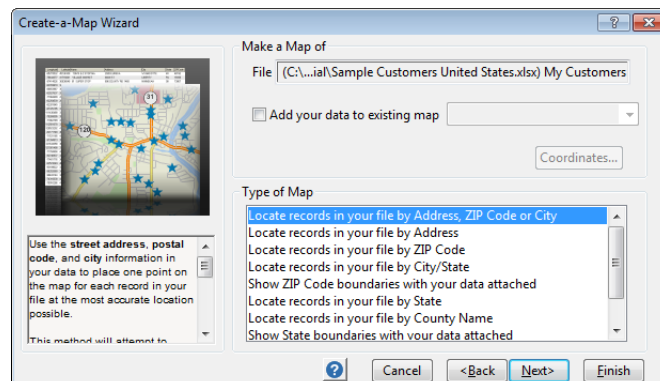 Create-a-Map Wizard
Make a Map of
File (C:\...ial\Sample Customers United States.xlsx) My Customers
Add your data to existing map
Coordinates...
Type of Map
Locate records in your file by Address, ZIP Code or City
Locate records in your file by Address
Locate records in your file by ZIP Code
Locate records in your file by City/State
Show ZIP Code boundaries with your data attached
Locate records in your file by State
Locate records in your file by County Name
Show State boundaries with your data attached
31
120
Use the street address, postal
code, and city information in
your data to place one point on
the map for each record in your
file at the most accurate location
possible.
This method will attempt to
? Cancel <Back Next> Finish